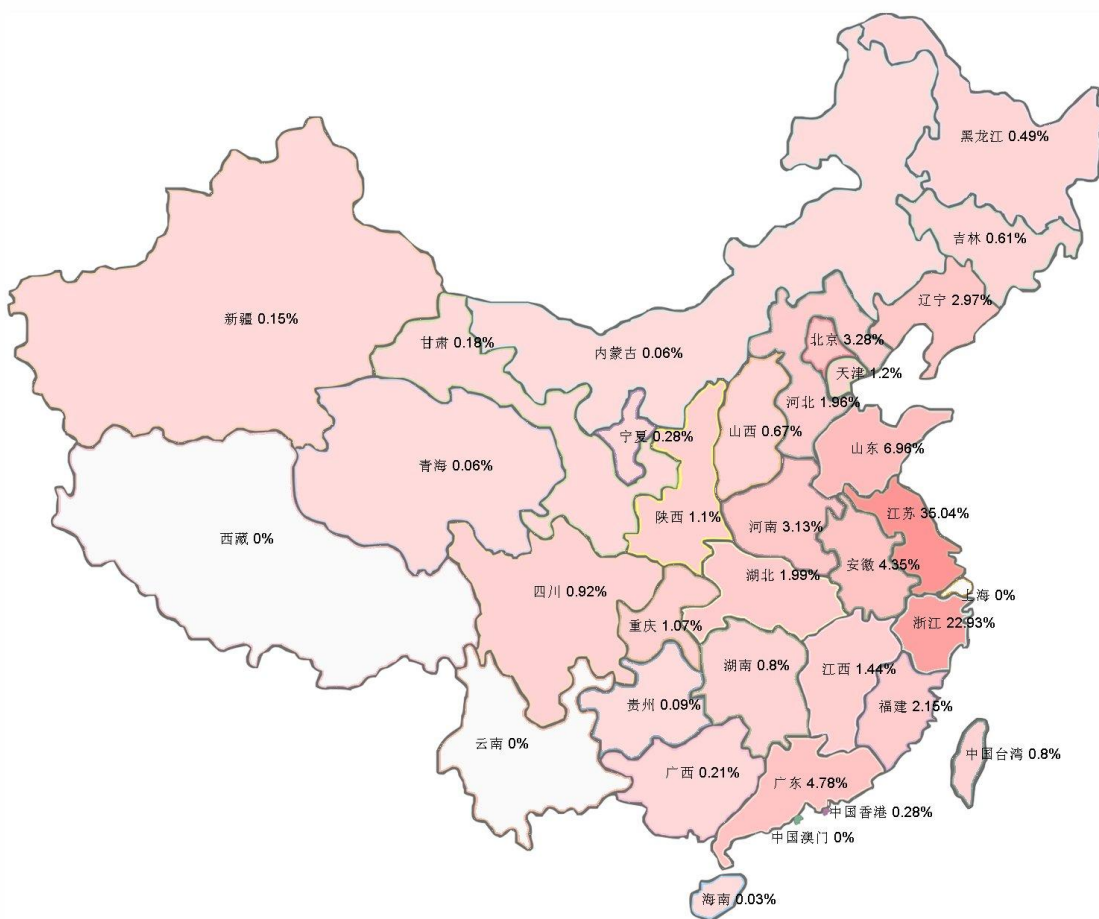 黑龙江 0.49%
吉林 0.61%
辽宁 2.97%
新疆 0.15%
甘肃 0.18%
内蒙古 0.06%
北京 3.28%
天津 1.2%
河北 1.96%
山西 0.67%
宁夏 0.28%
山东 6.96%
青海 0.06%
陕西 1.1%
河南 3.13%
江苏 35.04%
西藏 0%
安徽 4.35%
湖北 1.99%
四川 0.92%
上海 0%
重庆 1.07%
浙江 22.93%
湖南 0.8%
江西 1.44%
贵州 0.09%
福建 2.15%
云南 0%
中国台湾 0.8%
广西 0.21%
广东 4.78%
中国香港 0.28%
中国澳门 0%
海南 0.03%